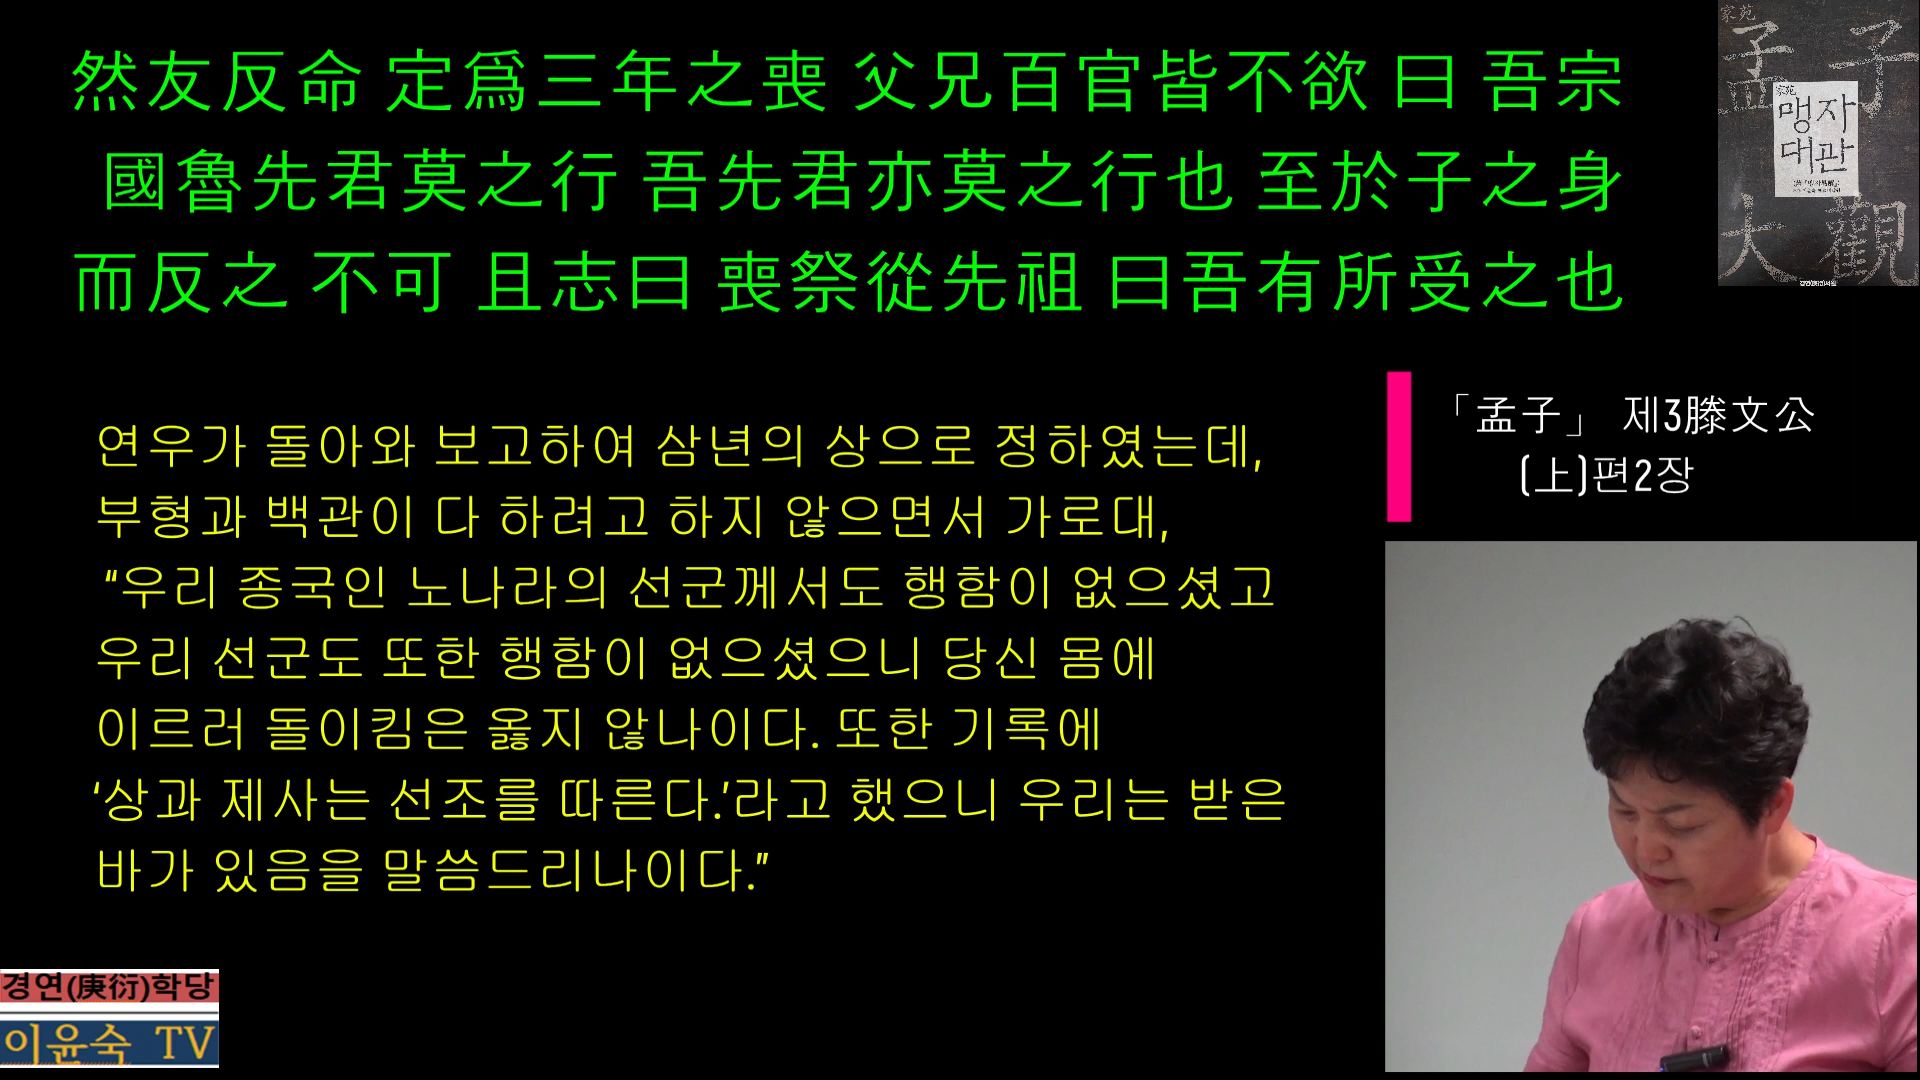 然友反命 定爲三年之喪 父兄百官皆不欲 曰 吾宗
國魯先君莫之行 吾先君亦莫之行也 至於子之身
而反之 不可 且志曰 喪祭從先祖 曰吾有所受之也
연우가 돌아와 보고하여 삼년의 상으로 정하였는데,
부형과 백관이 다 하려고 하지 않으면서 가로대,
“우리 종국인 노나라의 선군께서도 행함이 없으셨고
우리 선군도 또한 행함이 없으셨으니 당신 몸에
이르러 돌이킴은 옳지 않나이다. 또한 기록에
‘상과 제사는 선조를 따른다.’라고 했으니 우리는 받은
바가 있음을 말씀드리나이다.”
家苑
孟子
家苑
맹자
대관
大觀
「孟子」 제3滕文公
(上)편2장
경연(庚衍)학당
이윤숙 TV